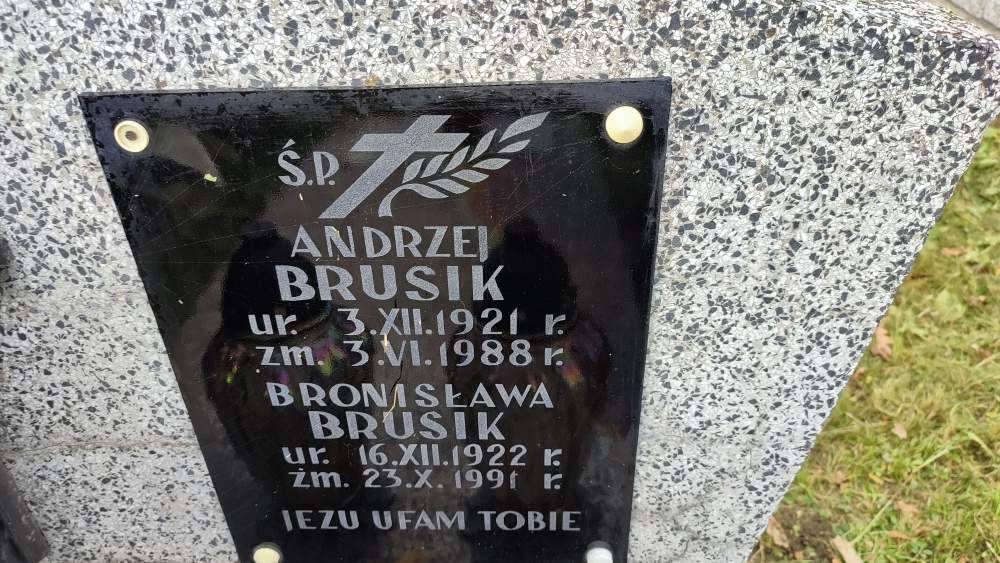 Ś.P.
ANDRZEJ
BRUSIK
ur. 3.XII.1921 r.
zm. 3.VI.1988 r.
BRONISŁAWA
BRUSIK
ur. 16.XII.1922 r.
zm. 23.X.1991 r.
JEZU UFAM TOBIE